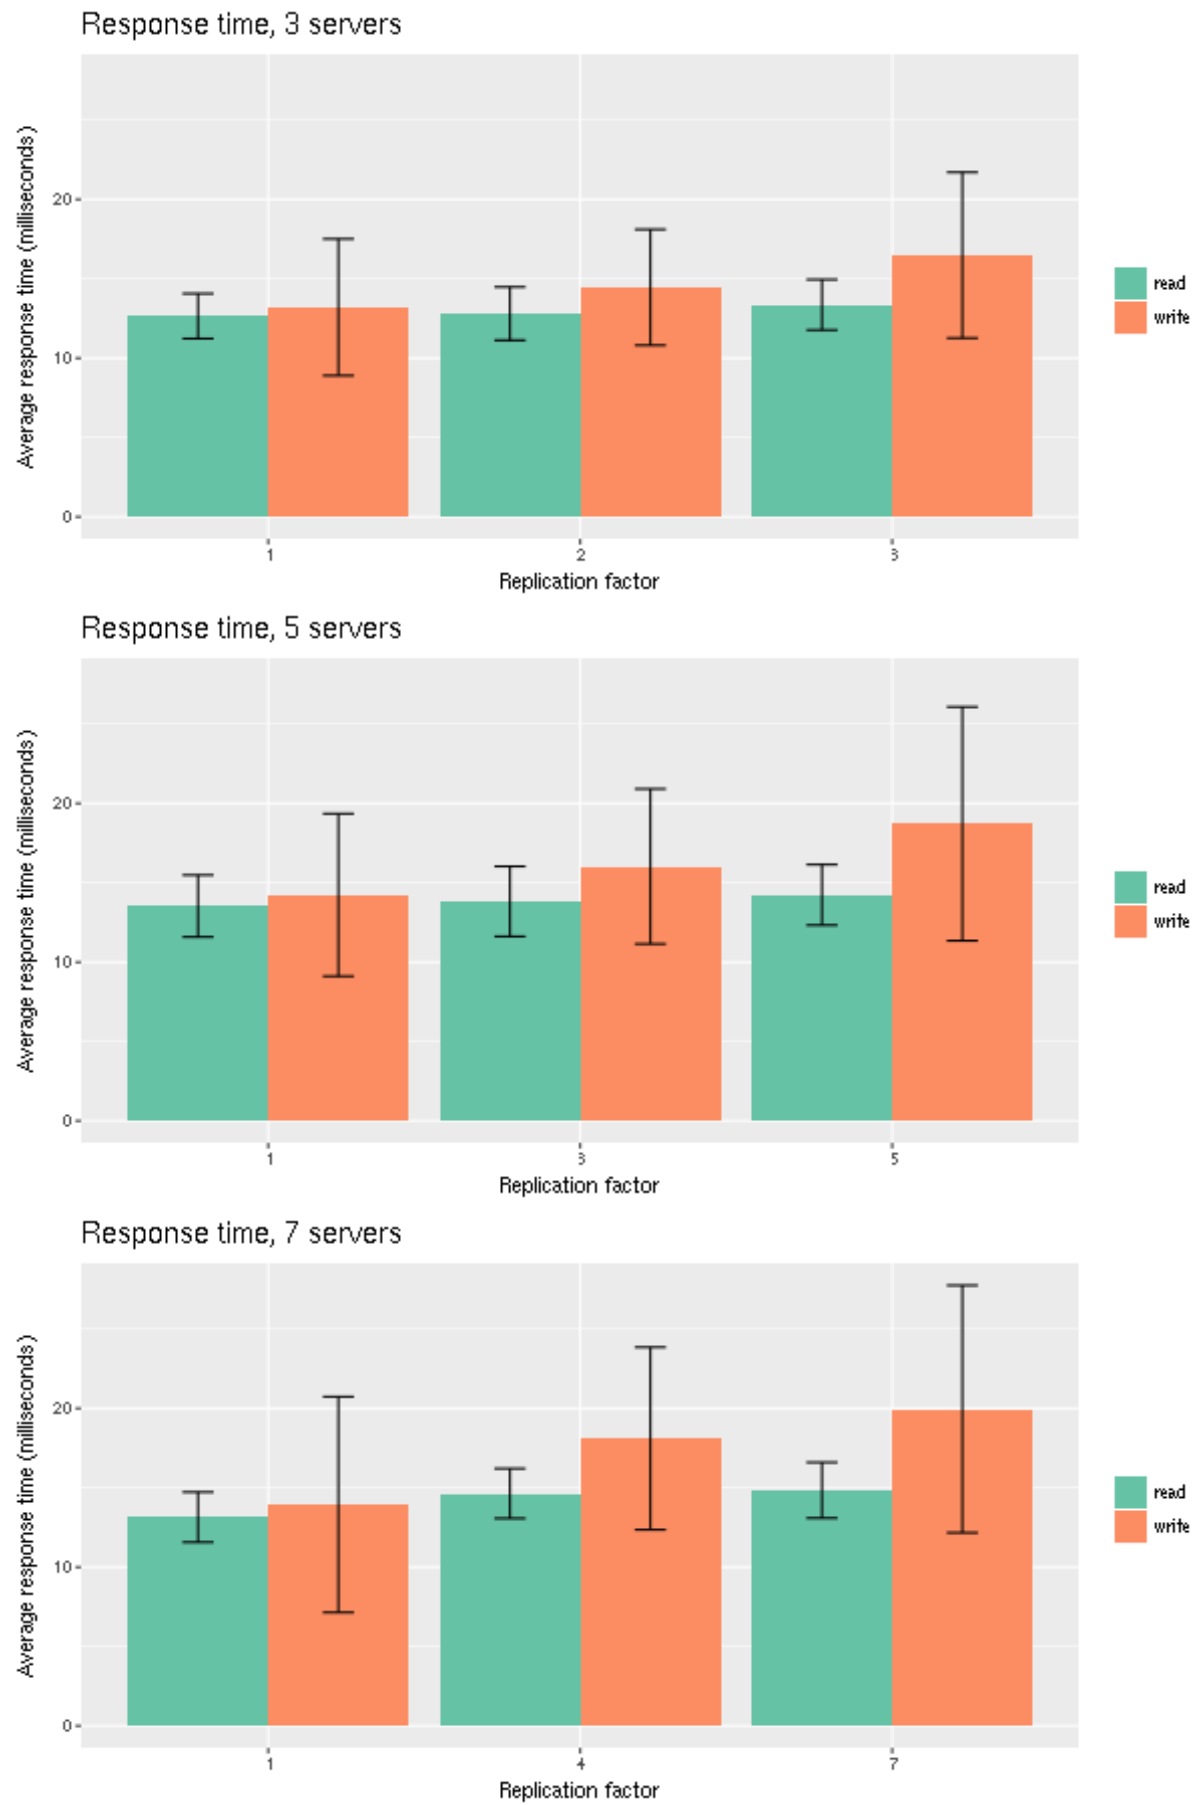 Response time, 3 servers
Average response time (milliseconds)
20
10
0
1 2 3
Replication factor
read
write
Response time, 5 servers
Average response time (milliseconds)
20
10
0
1 3 5
Replication factor
read
write
Response time, 7 servers
Average response time (milliseconds)
20
10
0
1 4 7
Replication factor
read
write